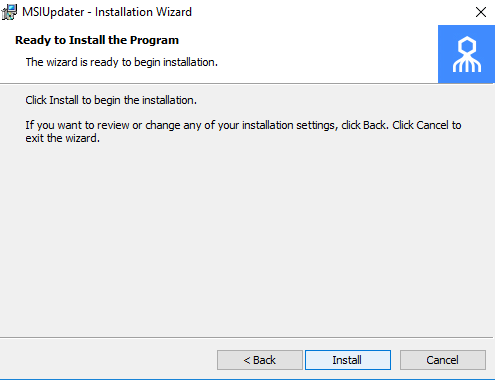 MSIUpdater - Installation Wizard
Ready to Install the Program
The wizard is ready to begin installation.
Click Install to begin the installation.
If you want to review or change any of your installation settings, click Back. Click Cancel to
exit the wizard.
< Back Install Cancel